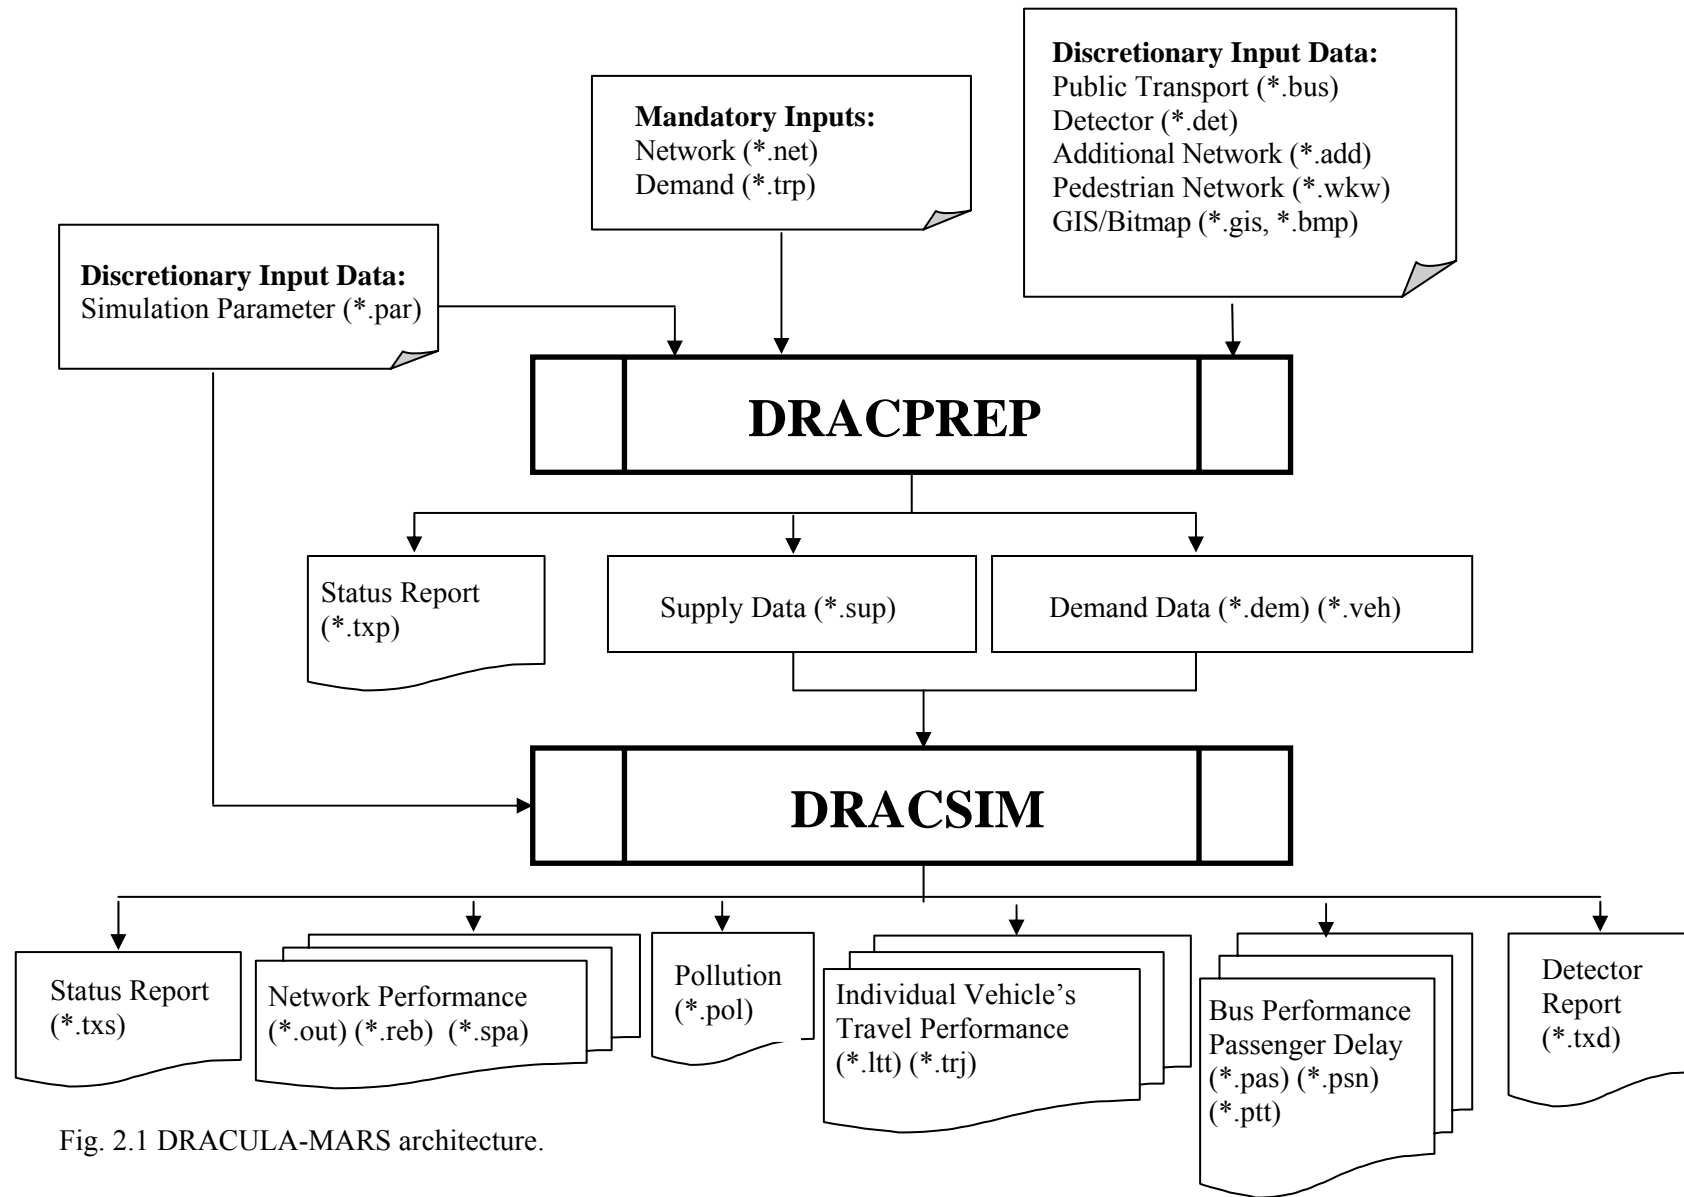 Discretionary Input Data:
Public Transport (*.bus)
Detector (*.det)
Additional Network (*.add)
Pedestrian Network (*.wkw)
GIS/Bitmap (*.gis, *.bmp)
Mandatory Inputs:
Network (*.net)
Demand (*.trp)
Discretionary Input Data:
Simulation Parameter (*.par)
DRACPREP
Status Report
(*.txp)
Supply Data (*.sup)
Demand Data (*.dem) (*.veh)
DRACSIM
Status Report
(*.txs)
Network Performance
(*.out) (*.reb) (*.spa)
Pollution
(*.pol)
Individual Vehicle’s
Travel Performance
(*.ltt) (*.trj)
Bus Performance
Passenger Delay
(*.pas) (*.psn)
(*.ptt)
Detector
Report
(*.txd)
Fig. 2.1 DRACULA-MARS architecture.